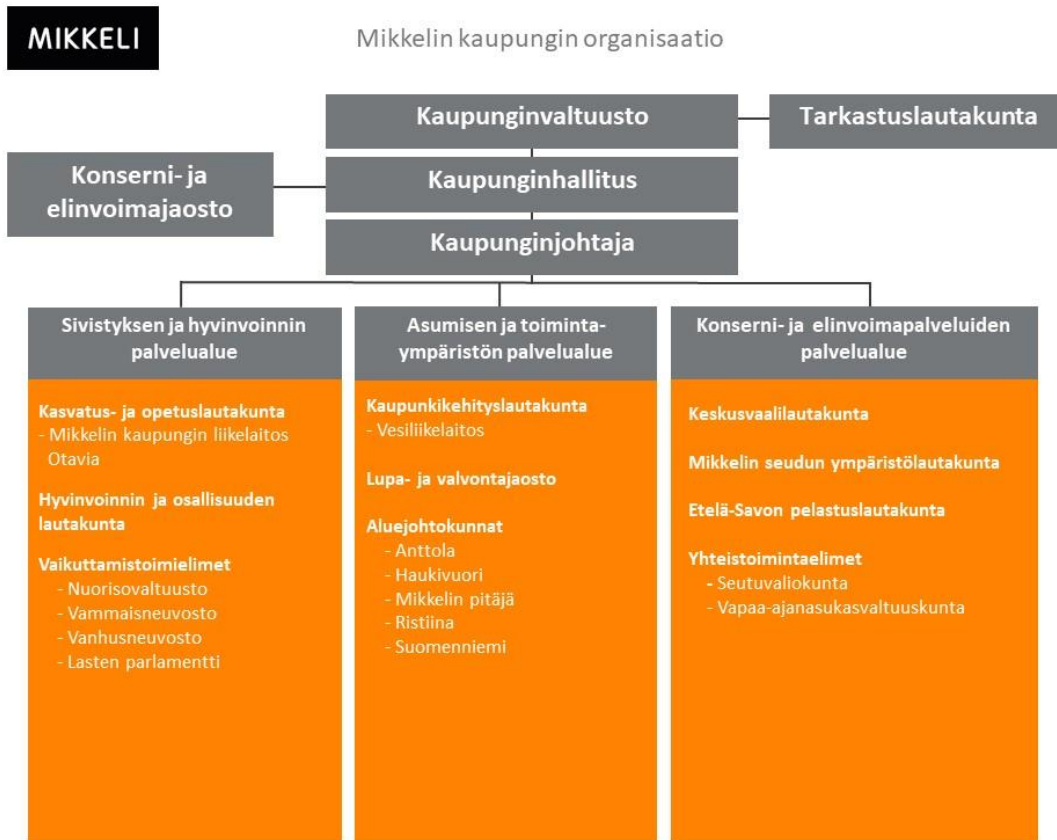 MIKKELI
Mikkelin kaupungin organisaatio
Kaupunginvaltuusto
Tarkastuslautakunta
Konserni- ja
elinvoimajaosto
Kaupunginhallitus
Kaupunginjohtaja
Sivistyksen ja hyvinvoinnin
palvelualue
Kasvatus- ja opetuslautakunta
- Mikkelin kaupungin liikelaitos
Otavia
Hyvinvoinnin ja osallisuuden
lautakunta
Vaikuttamistoimielimet
- Nuorisovaltuusto
- Vammaisneuvosto
- Vanhusneuvosto
- Lasten parlamentti
Asumisen ja toiminta-
ympäristön palvelualue
Kaupunkikehityslautakunta
- Vesiliikelaitos
Lupa- ja valvontajaosto
Aluejohtokunnat
- Anttola
- Haukivuori
- Mikkelin pitäjä
- Ristiina
- Suomenniemi
Konserni- ja elinvoimapalveluiden
palvelualue
Keskusvaalilautakunta
Mikkelin seudun ympäristölautakunta
Etelä-Savon pelastuslautakunta
Yhteistoimintaelimet
- Seutuvaliokunta
- Vapaa-ajanasukasvaltuuskunta